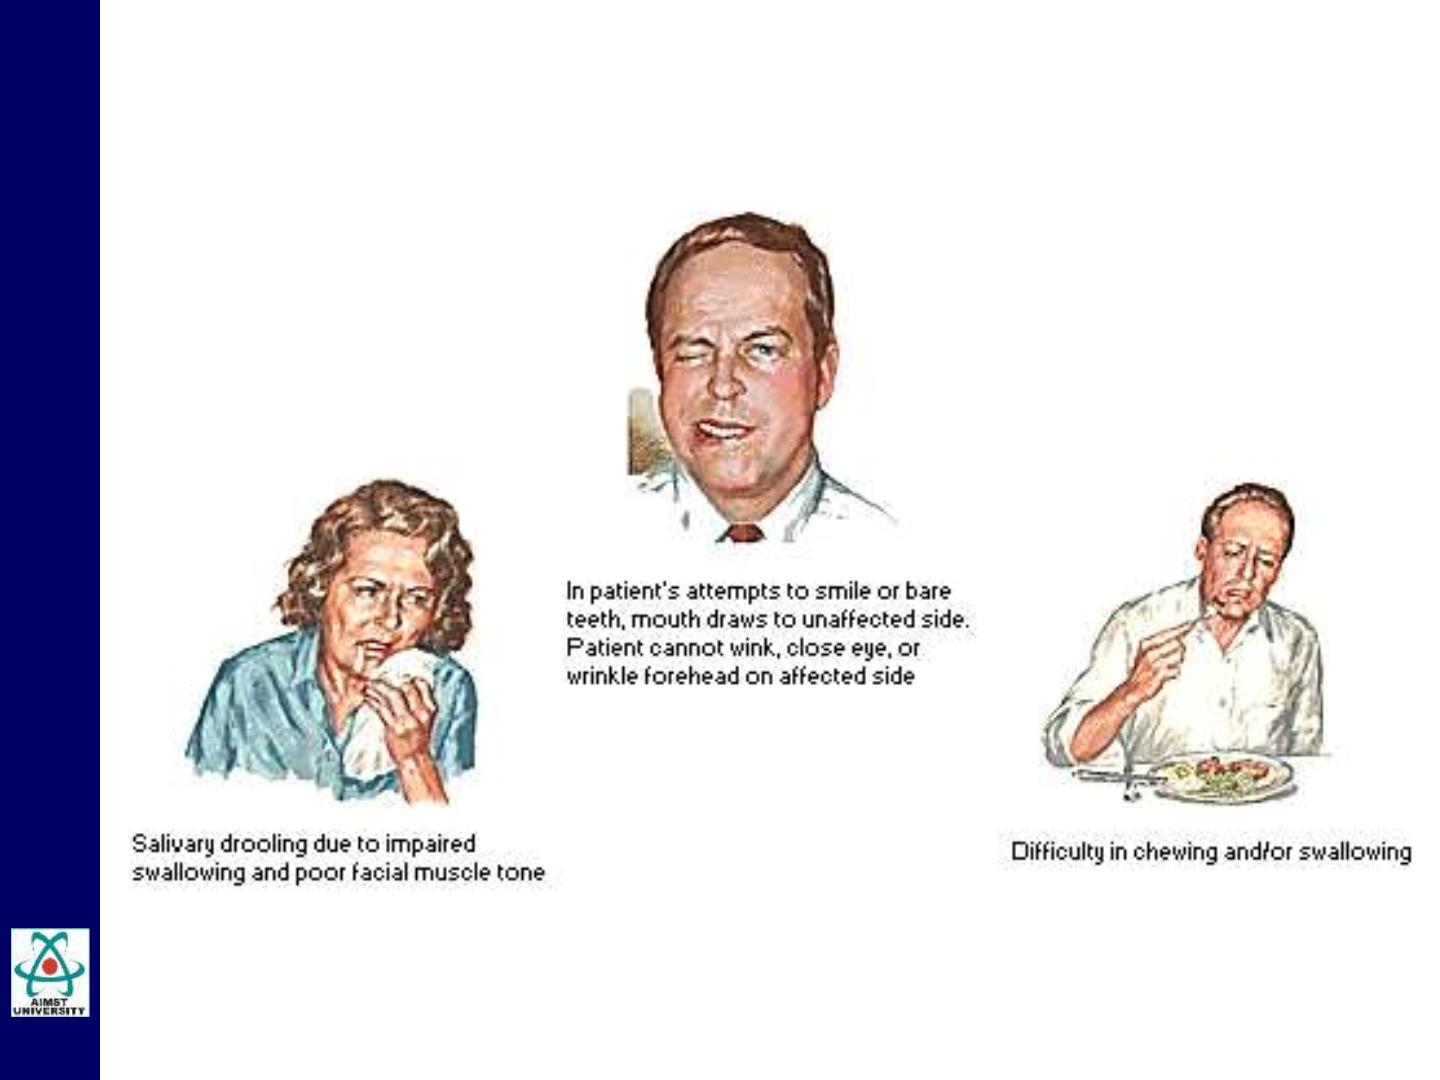 In patient's attempts to smile or bare
teeth, mouth draws to unaffected side.
Patient cannot wink, close eye, or
wrinkle forehead on affected side
Salivary drooling due to impaired
swallowing and poor facial muscle tone
Difficulty in chewing and/or swallowing
AIMST
UNIVERSITY